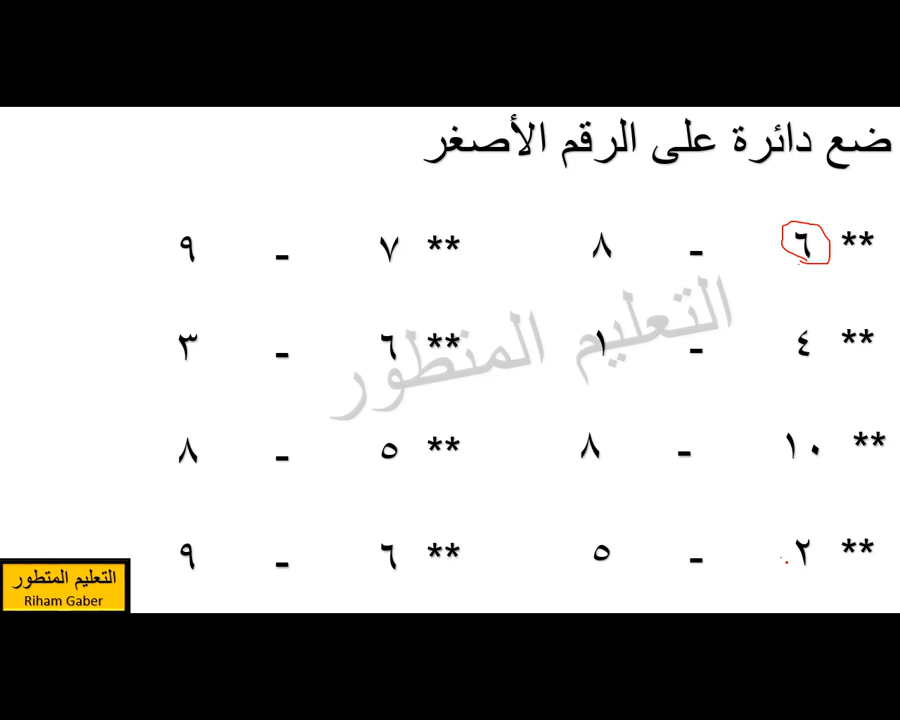 ضع دائرة على الرقم الأصغر
** ٦ - ٨ ** ٧ - ٩
** ٤ - ١ ** ٦ - ٣
** ١٠ - ٨ ** ٥ - ٨
** ٢ - ٥ ** ٦ - ٩
التعليم المتطور
التعليم المتطور
Riham Gaber